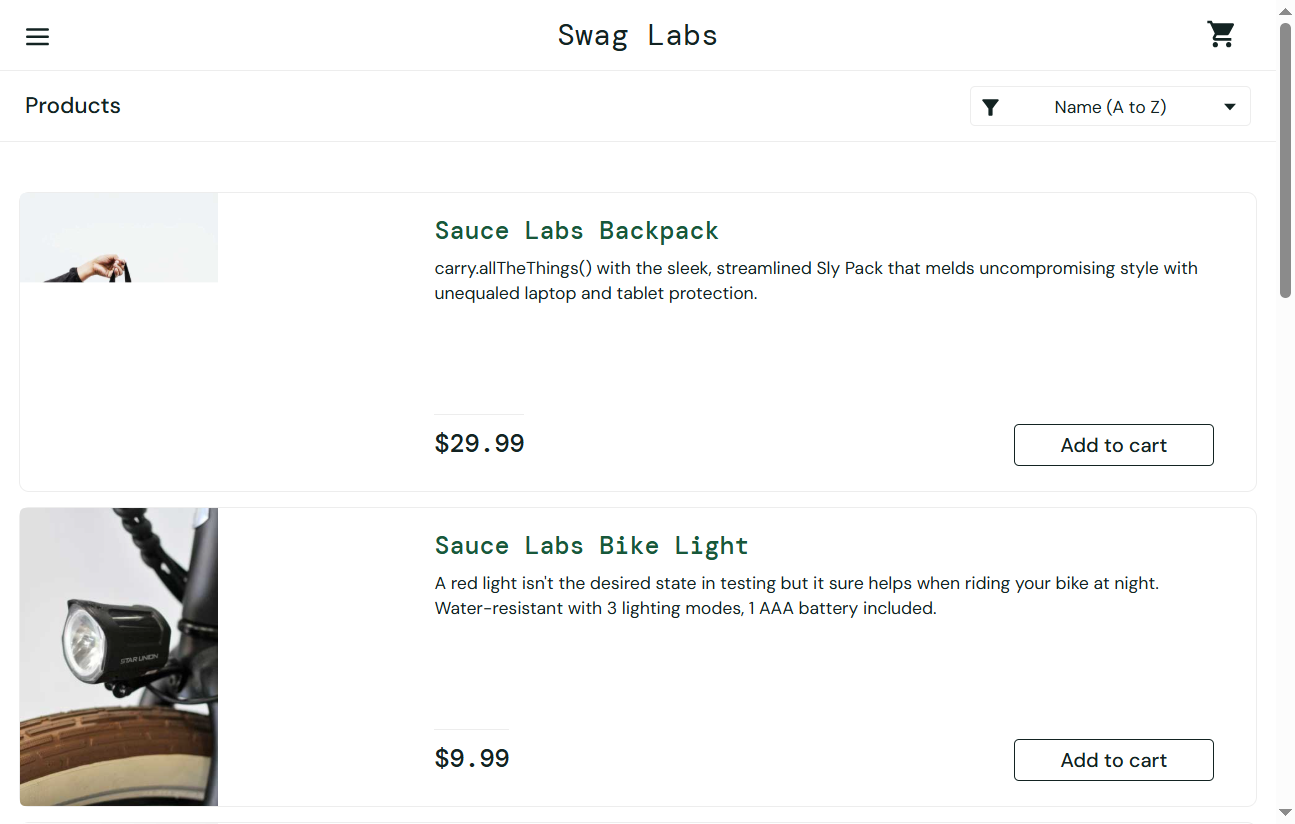 Swag Labs
Products
Name (A to Z)
Sauce Labs Backpack
carry.allTheThings() with the sleek, streamlined Sly Pack that melds uncompromising style with
unequaled laptop and tablet protection.
$29.99
Add to cart
Sauce Labs Bike Light
A red light isn't the desired state in testing but it sure helps when riding your bike at night.
Water-resistant with 3 lighting modes, 1 AAA battery included.
STAR UNION
$9.99
Add to cart